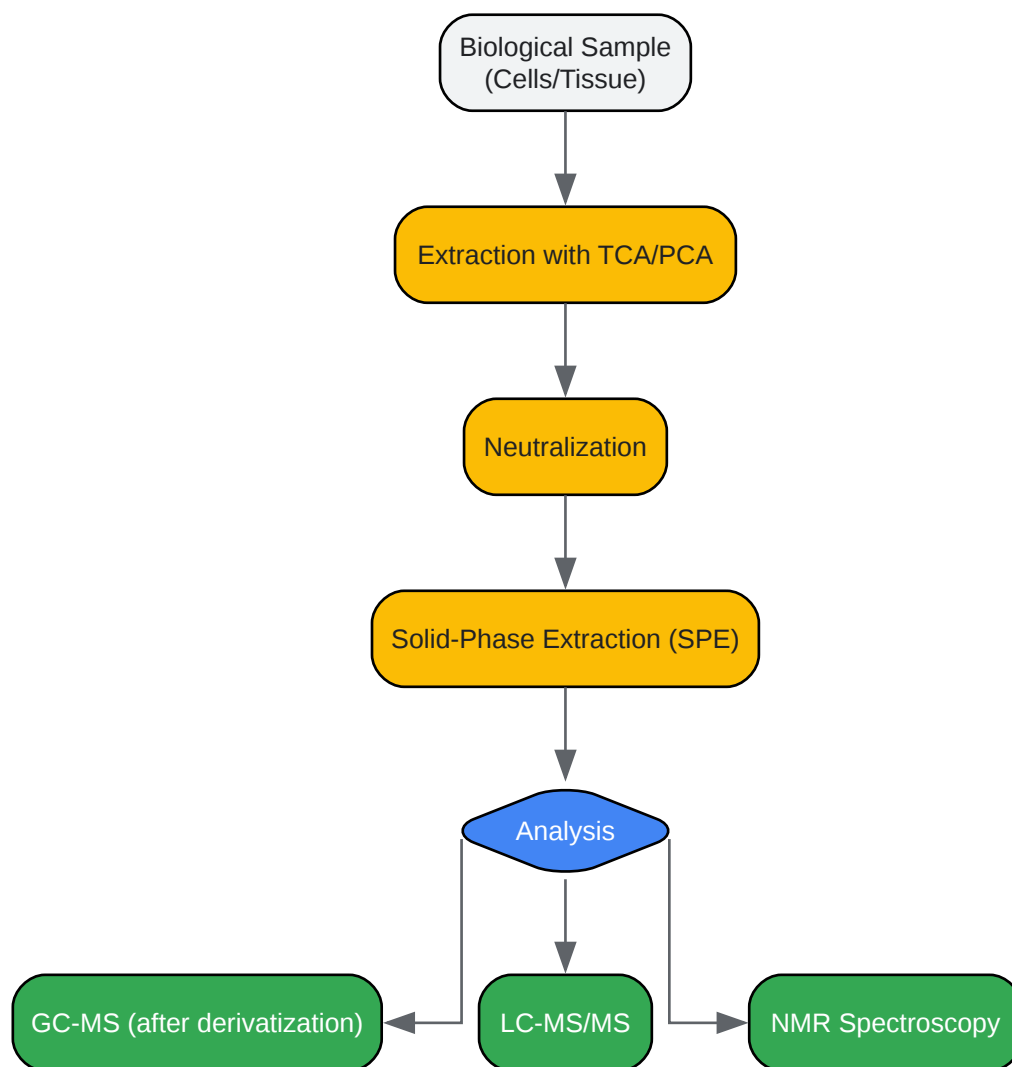 Biological Sample
(Cells/Tissue)
Extraction with TCA/PCA
Neutralization
Solid-Phase Extraction (SPE)
Analysis
GC-MS (after derivatization)
LC-MS/MS
NMR Spectroscopy